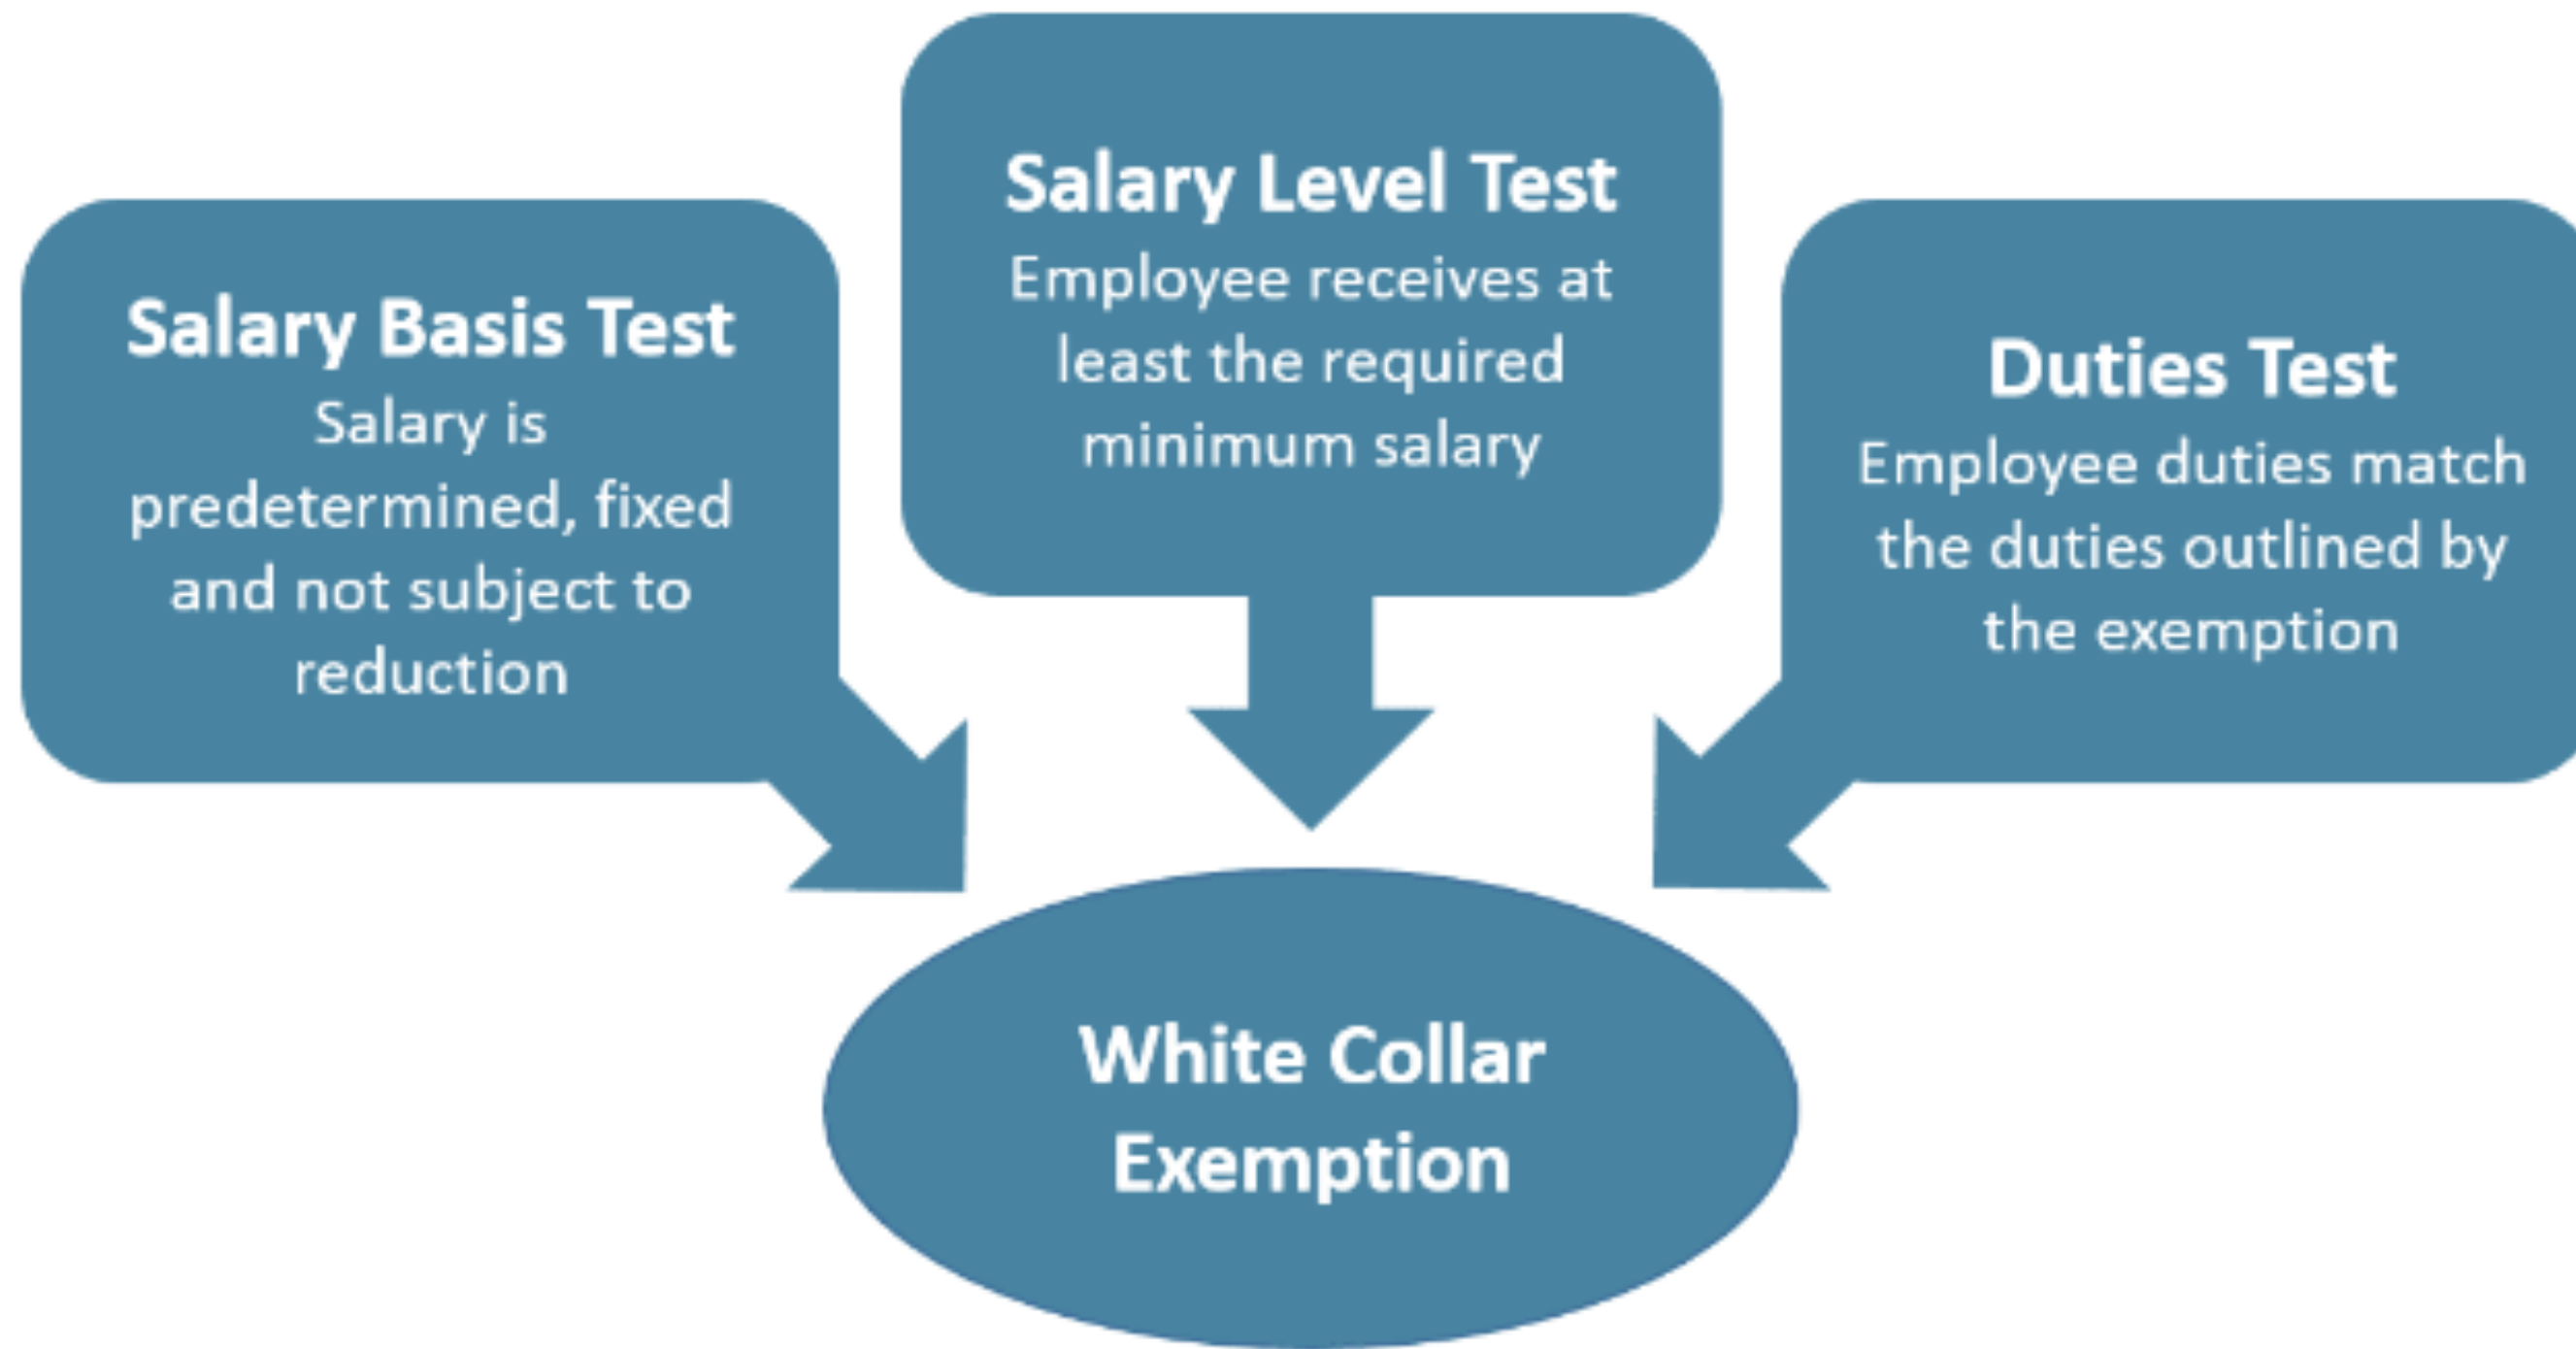 Salary Basis Test
Salary is
predetermined, fixed
and not subject to
reduction
Salary Level Test
Employee receives at
least the required
minimum salary
Duties Test
Employee duties match
the duties outlined by
the exemption
White Collar
Exemption